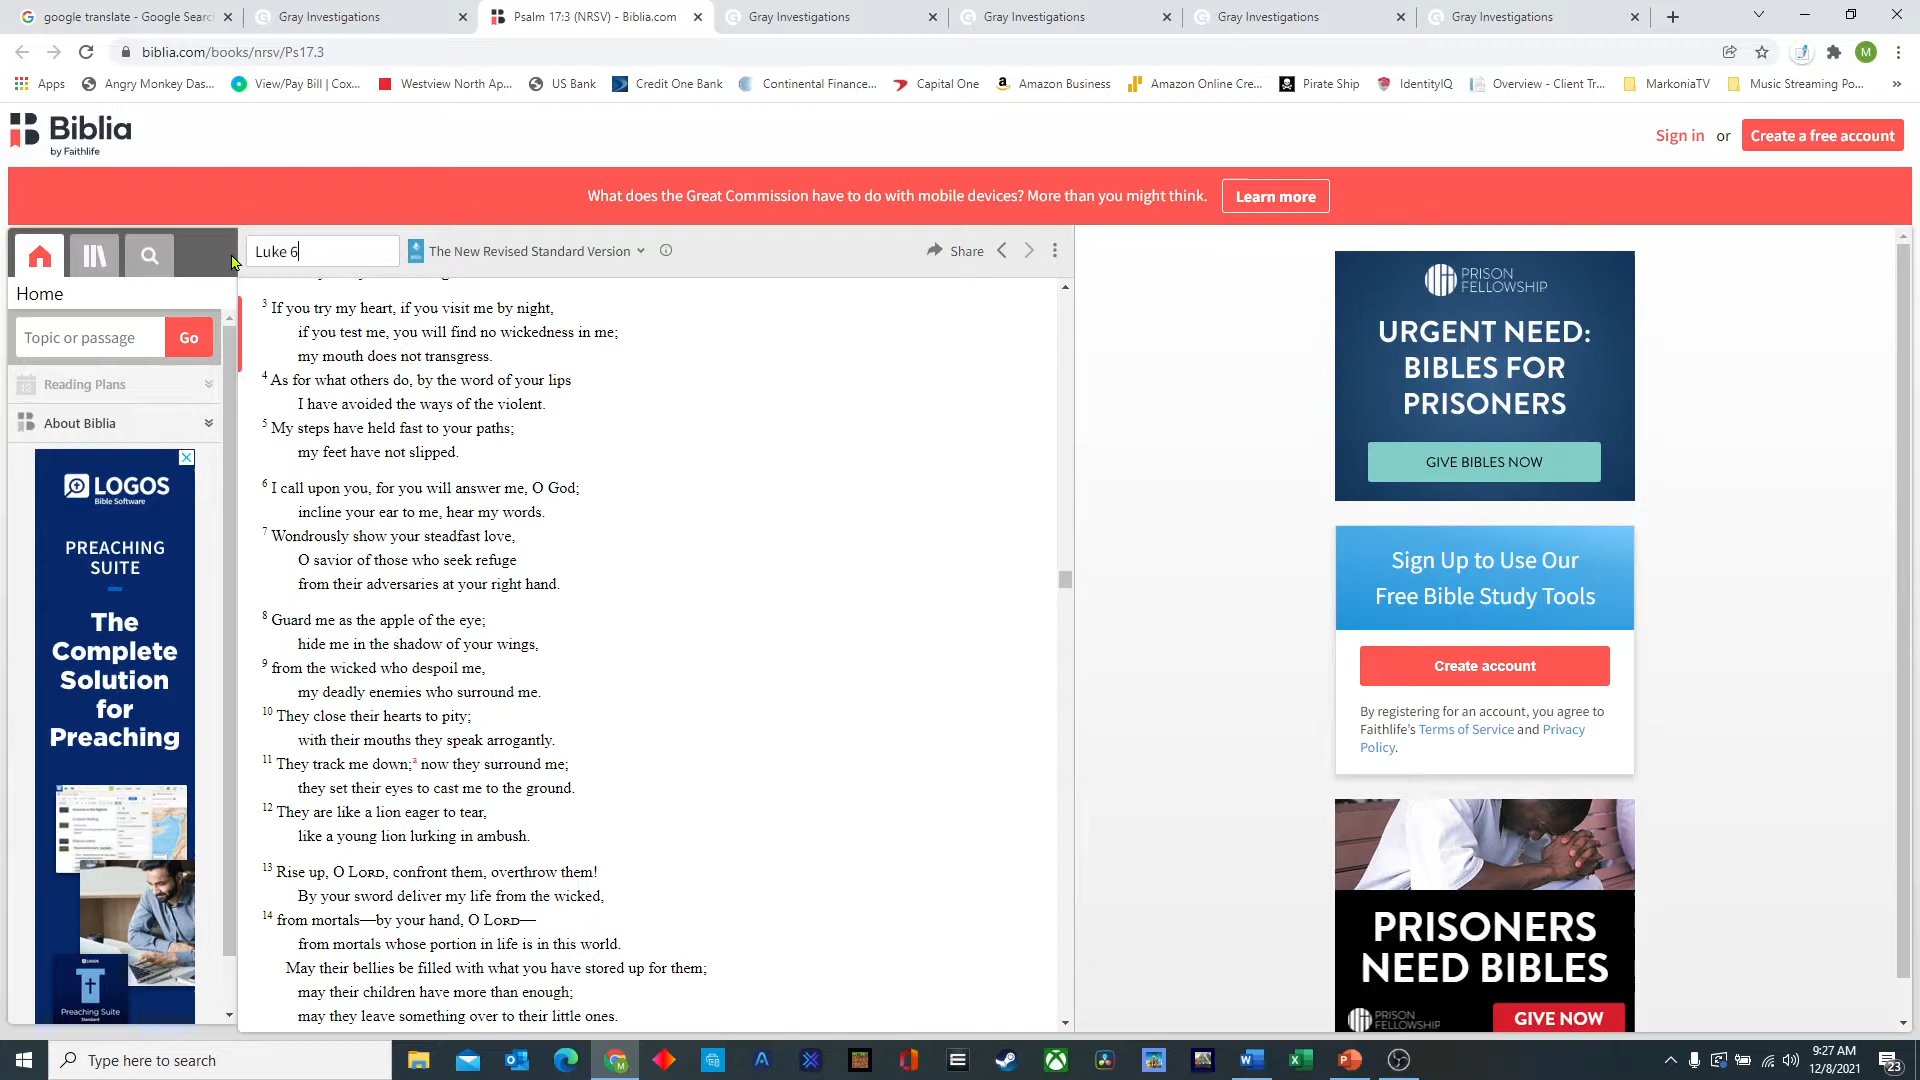 google translate - Google Searc
Gray Investigations
Psalm 17:3 (NRSV) - Biblia.com
Gray Investigations
Gray Investigations
Gray Investigations
Gray Investigations
biblia.com/books/nrsv/Ps17.3
M
Apps
Angry Monkey Das...
View/Pay Bill | Cox...
Westview North Ap...
US Bank
Credit One Bank
Continental Finance...
Capital One
Amazon Business
Amazon Online Cre...
Pirate Ship
IdentityIQ
Overview - Client Tr...
MarkoniaTV
Music Streaming Po...
Biblia
by Faithlife
Sign in or Create a free account
What does the Great Commission have to do with mobile devices? More than you might think. Learn more
Luke 6
The New Revised Standard Version
Share
Home
Topic or passage
Go
Reading Plans
About Biblia
LOGOS
Bible Software
PREACHING
SUITE
The
Complete
Solution
for
Preaching
LOGOS
Preaching Suite
Standard
3 If you try my heart, if you visit me by night,
if you test me, you will find no wickedness in me;
my mouth does not transgress.
4 As for what others do, by the word of your lips
I have avoided the ways of the violent.
5 My steps have held fast to your paths;
my feet have not slipped.
6 I call upon you, for you will answer me, O God;
incline your ear to me, hear my words.
7 Wondrously show your steadfast love,
O savior of those who seek refuge
from their adversaries at your right hand.
8 Guard me as the apple of the eye;
hide me in the shadow of your wings,
9 from the wicked who despoil me,
my deadly enemies who surround me.
10 They close their hearts to pity;
with their mouths they speak arrogantly.
11 They track me down;a now they surround me;
they set their eyes to cast me to the ground.
12 They are like a lion eager to tear,
like a young lion lurking in ambush.
13 Rise up, O LORD, confront them, overthrow them!
By your sword deliver my life from the wicked,
14 from mortals—by your hand, O LORD—
from mortals whose portion in life is in this world.
May their bellies be filled with what you have stored up for them;
may their children have more than enough;
may they leave something over to their little ones.
PRISON
FELLOWSHIP
URGENT NEED:
BIBLES FOR
PRISONERS
GIVE BIBLES NOW
Sign Up to Use Our
Free Bible Study Tools
Create account
By registering for an account, you agree to
Faithlife's Terms of Service and Privacy
Policy.
PRISONERS
NEED BIBLES
PRISON
FELLOWSHIP
GIVE NOW
Type here to search
9:27 AM
12/8/2021
23